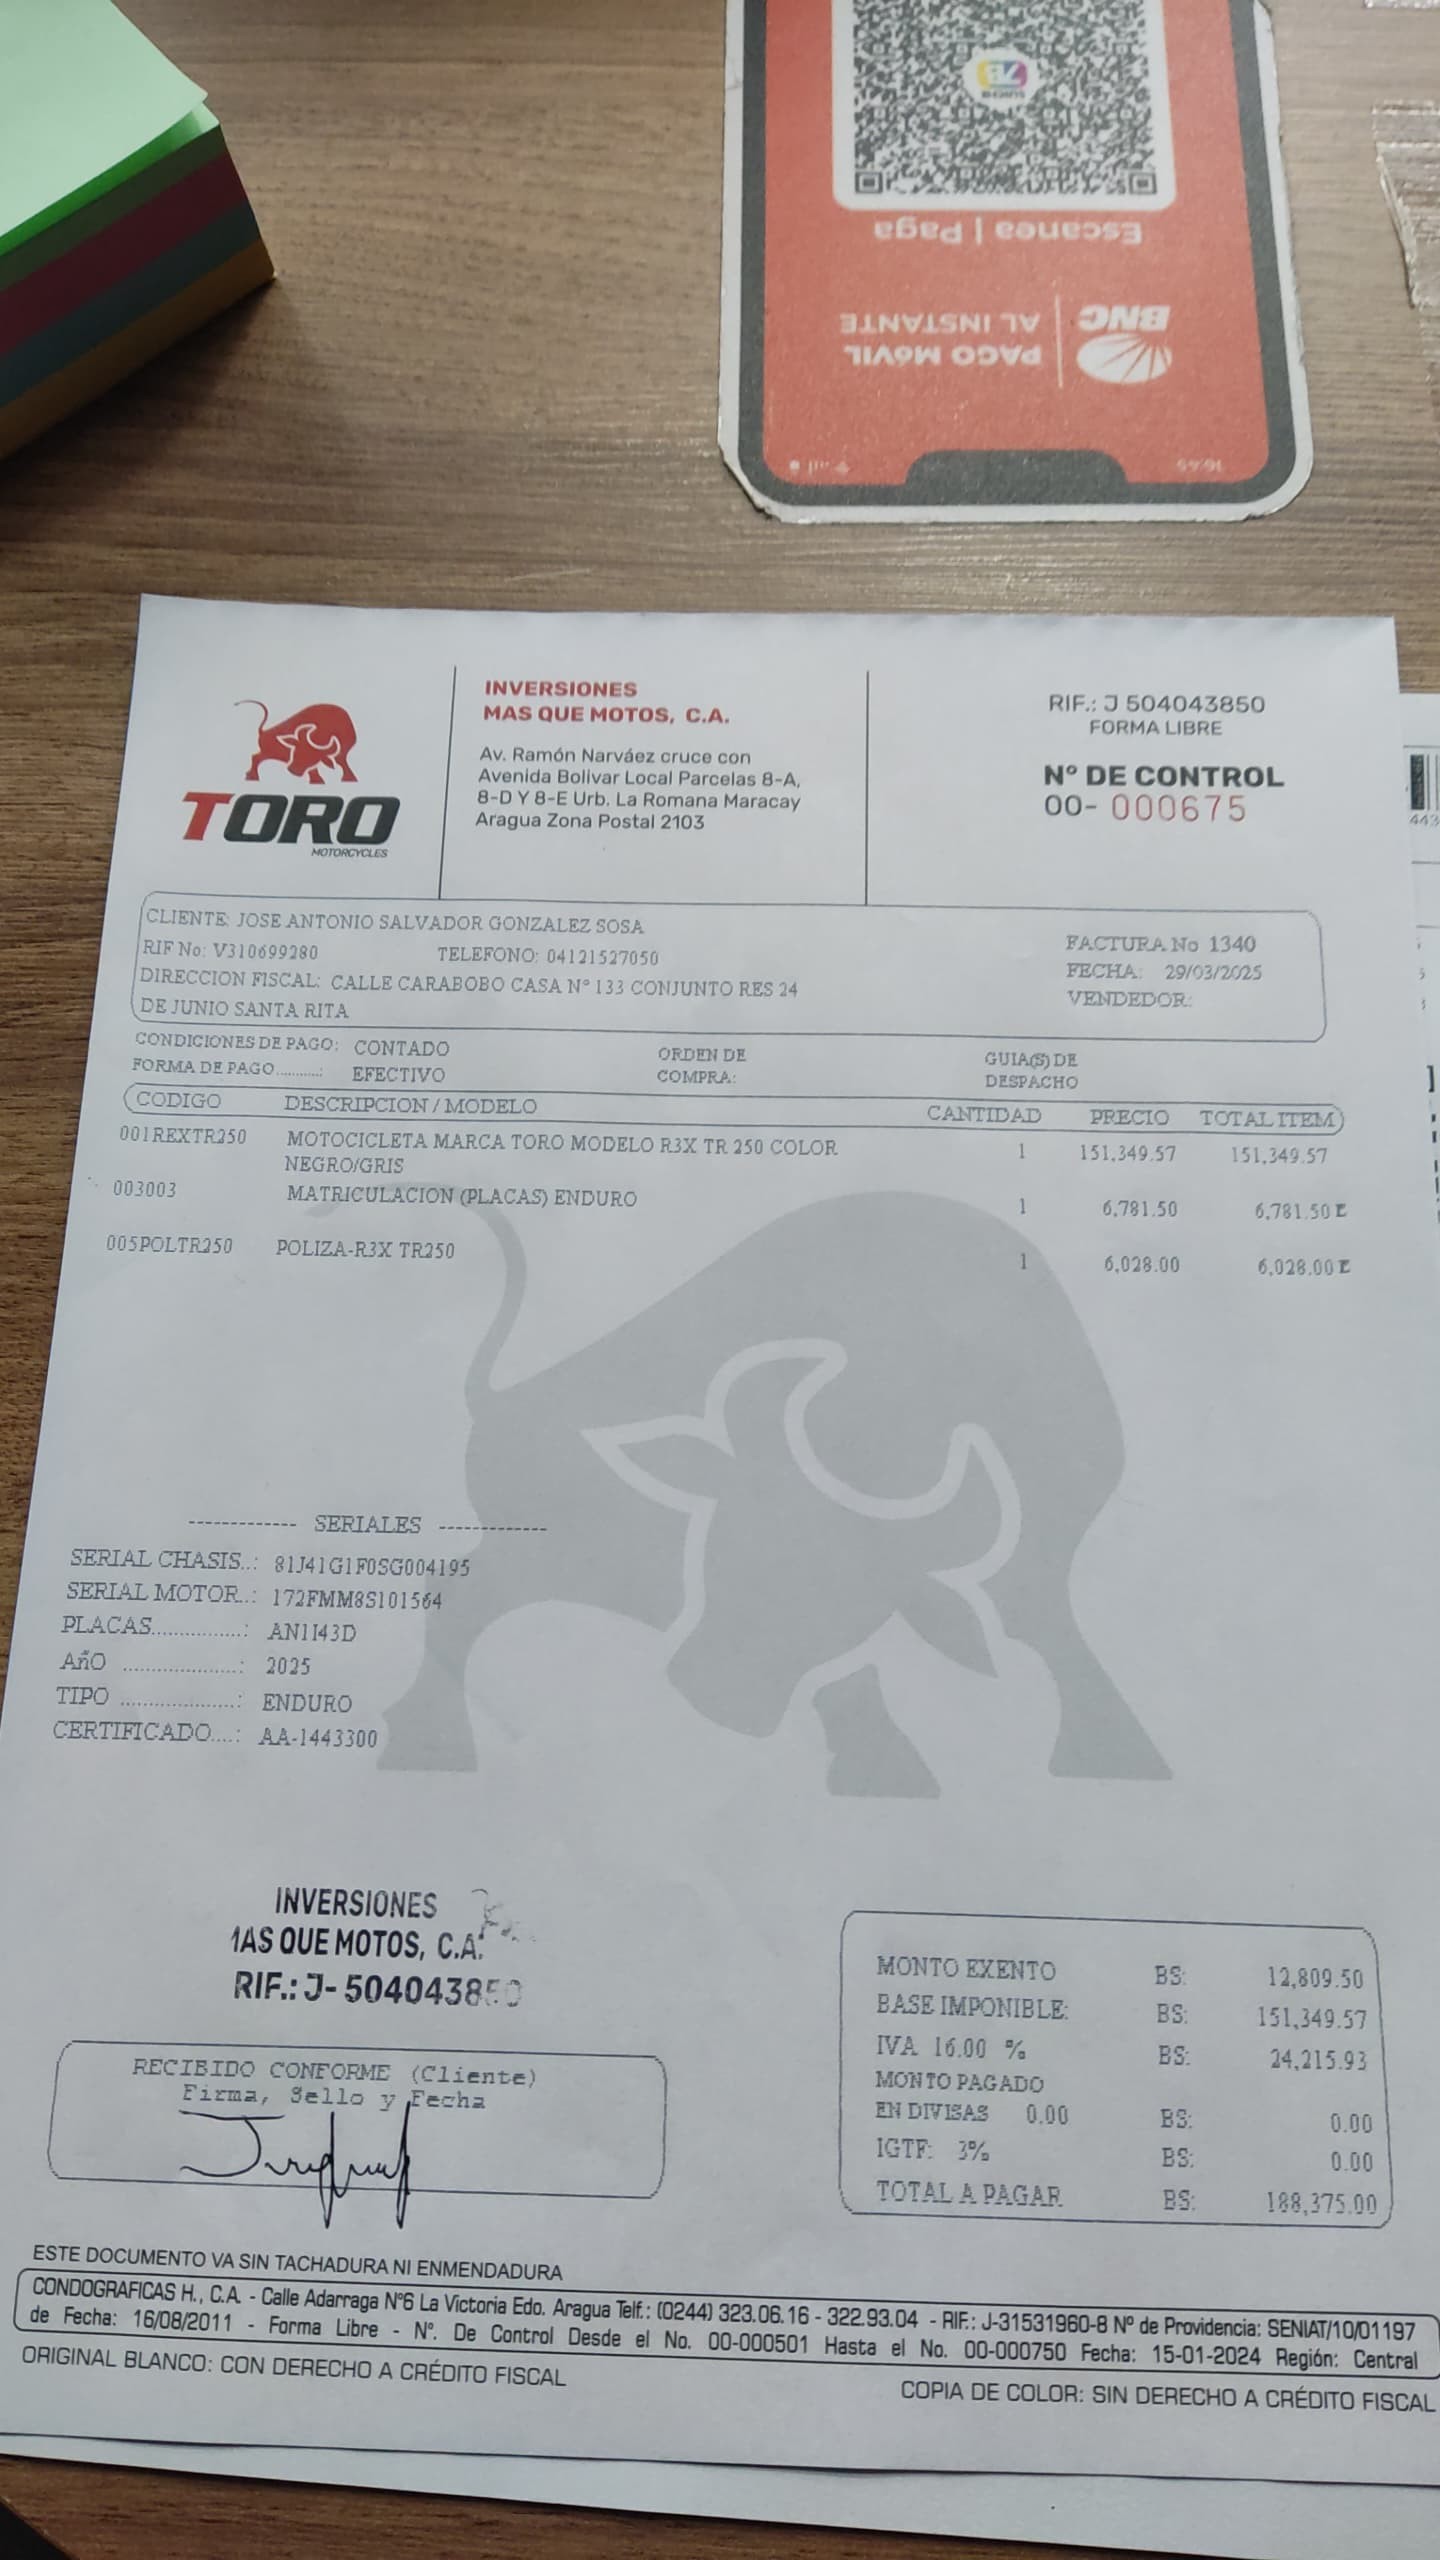 Escanea | Paga
BNC
PAGO MÓVIL
AL INSTANTE
16:45
TORO
MOTORCYCLES
INVERSIONES
MAS QUE MOTOS, C.A.
Av. Ramón Narváez cruce con
Avenida Bolivar Local Parcelas 8-A,
8-D Y 8-E Urb. La Romana Maracay
Aragua Zona Postal 2103
RIF.: J 504043850
FORMA LIBRE
N° DE CONTROL
00- 000675
CLIENTE: JOSE ANTONIO SALVADOR GONZALEZ SOSA
RIF No: V310699280 TELEFONO: 04121527050
DIRECCION FISCAL: CALLE CARABOBO CASA N° 133 CONJUNTO RES 24
DE JUNIO SANTA RITA
FACTURA No 1340
FECHA: 29/03/2025
VENDEDOR:
CONDICIONES DE PAGO: CONTADO
FORMA DE PAGO..........: EFECTIVO
ORDEN DE
COMPRA:
GUIA(S) DE
DESPACHO
CODIGO DESCRIPCION / MODELO CANTIDAD PRECIO TOTAL ITEM
001REXTR250 MOTOCICLETA MARCA TORO MODELO R3X TR 250 COLOR 1 151,349.57 151,349.57
NEGRO/GRIS
003003 MATRICULACION (PLACAS) ENDURO 1 6,781.50 6,781.50 E
005POLTR250 POLIZA-R3X TR250 1 6,028.00 6,028.00 E
------------- SERIALES -------------
SERIAL CHASIS..: 81J41G1F0SG004195
SERIAL MOTOR..: 172FMM8S101564
PLACAS...............: AN1I43D
AñO ....................: 2025
TIPO ....................: ENDURO
CERTIFICADO....: AA-1443300
INVERSIONES
MAS QUE MOTOS, C.A.
RIF.: J- 504043850
RECIBIDO CONFORME (Cliente)
Firma, Sello y Fecha
MONTO EXENTO BS: 12,809.50
BASE IMPONIBLE: BS: 151,349.57
IVA 16.00 % BS: 24,215.93
MONTO PAGADO
EN DIVISAS 0.00 BS: 0.00
IGTF: 3% BS: 0.00
TOTAL A PAGAR BS: 188,375.00
ESTE DOCUMENTO VA SIN TACHADURA NI ENMENDADURA
CONDOGRAFICAS H., C.A. - Calle Adarraga N°6 La Victoria Edo. Aragua Telf.: (0244) 323.06.16 - 322.93.04 - RIF.: J-31531960-8 Nº de Providencia: SENIAT/10/01197
de Fecha: 16/08/2011 - Forma Libre - N°. De Control Desde el No. 00-000501 Hasta el No. 00-000750 Fecha: 15-01-2024 Región: Central
ORIGINAL BLANCO: CON DERECHO A CRÉDITO FISCAL
COPIA DE COLOR: SIN DERECHO A CRÉDITO FISCAL